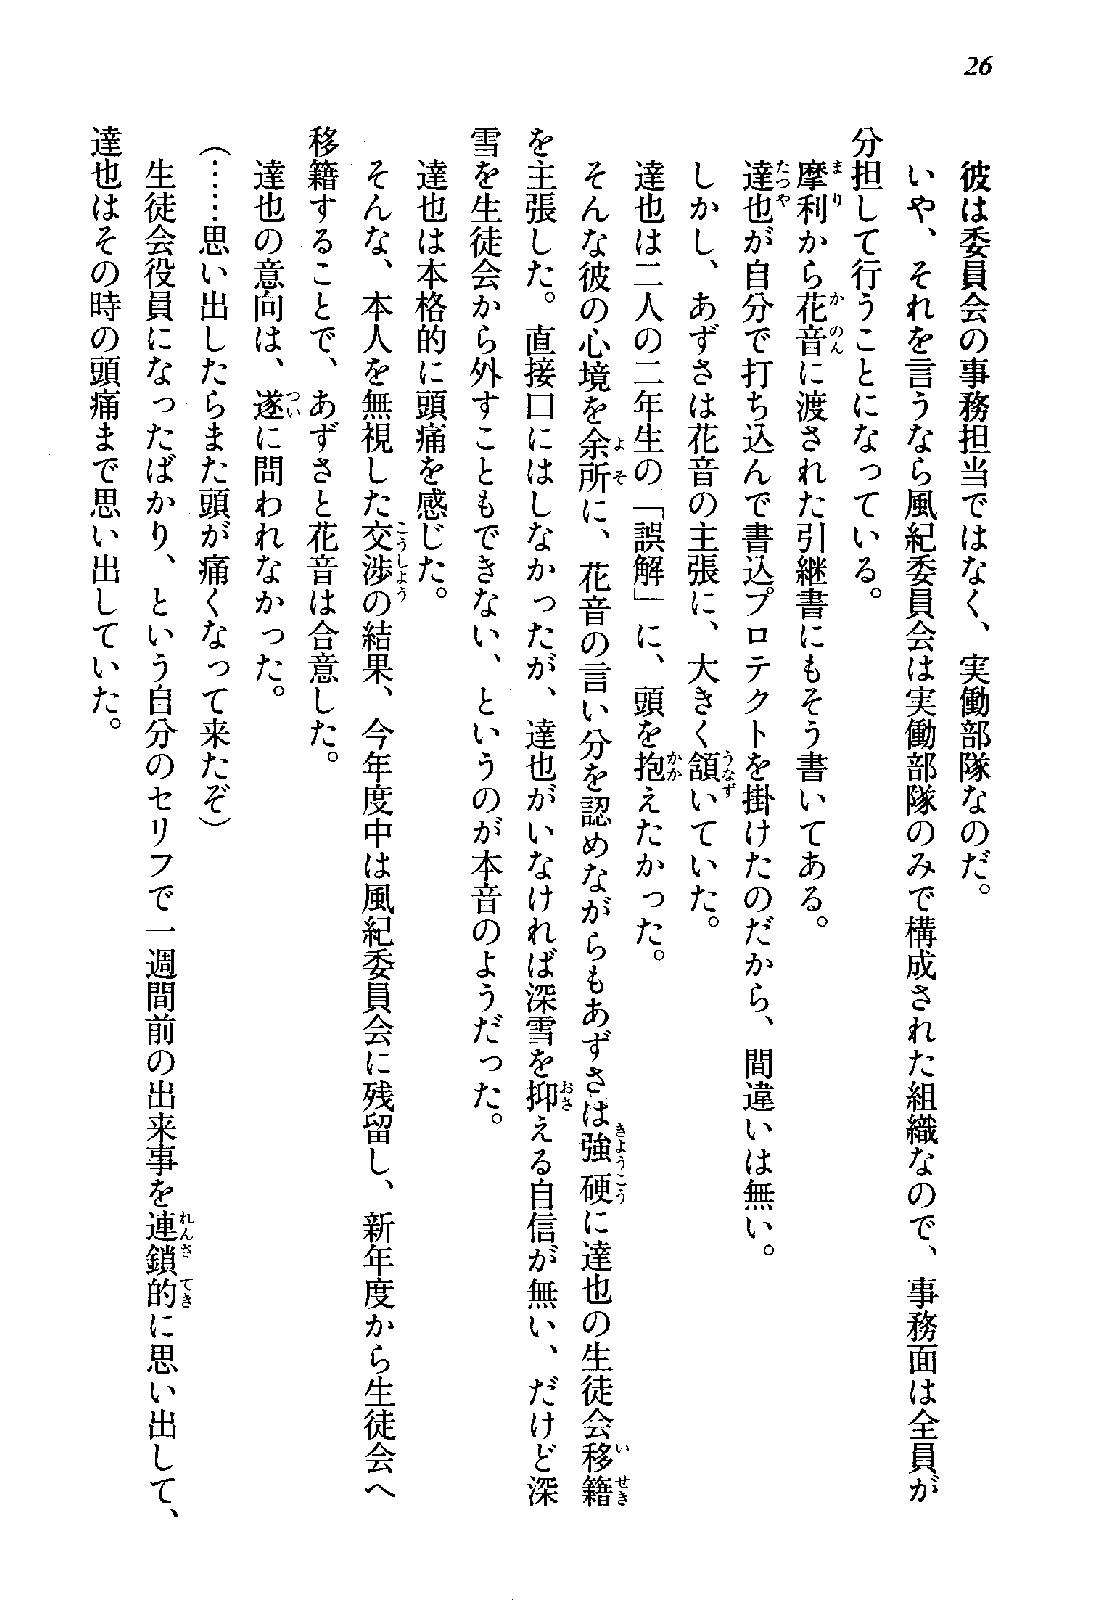 26
彼は委員会の事務担当ではなく、実働部隊なのだ。
いや、それを言うなら風紀委員会は実働部隊のみで構成された組織なので、事務面は全員が
分担して行うことになっている。
摩利から花音に渡された引継書にもそう書いてある。
達也が自分で打ち込んで書込プロテクトを掛けたのだから、間違いは無い。
しかし、あずさは花音の主張に、大きく頷いていた。
達也は二人の二年生の「誤解」に、頭を抱えたかった。
そんな彼の心境を余所に、花音の言い分を認めながらもあずさは強硬に達也の生徒会移籍
を主張した。直接口にはしなかったが、達也がいなければ深雪を抑える自信が無い、だけど深
雪を生徒会から外すこともできない、というのが本音のようだった。
達也は本格的に頭痛を感じた。
そんな、本人を無視した交渉の結果、今年度中は風紀委員会に残留し、新年度から生徒会へ
移籍することで、あずさと花音は合意した。
達也の意向は、遂に問われなかった。
（……思い出したらまた頭が痛くなって来たぞ）
生徒会役員になったばかり、という自分のセリフで一週間前の出来事を連鎖的に思い出して、
達也はその時の頭痛まで思い出していた。